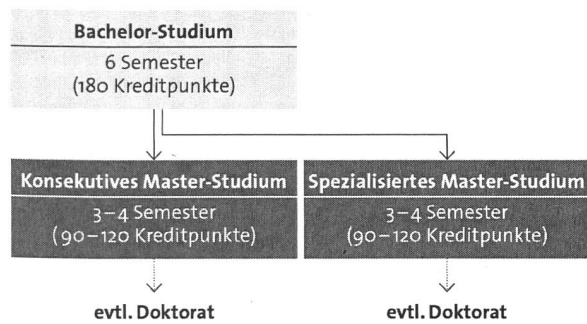 Bachelor-Studium
6 Semester
(180 Kreditpunkte)
Konsekutives Master-Studium
3–4 Semester
(90–120 Kreditpunkte)
evtl. Doktorat
Spezialisiertes Master-Studium
3–4 Semester
(90–120 Kreditpunkte)
evtl. Doktorat